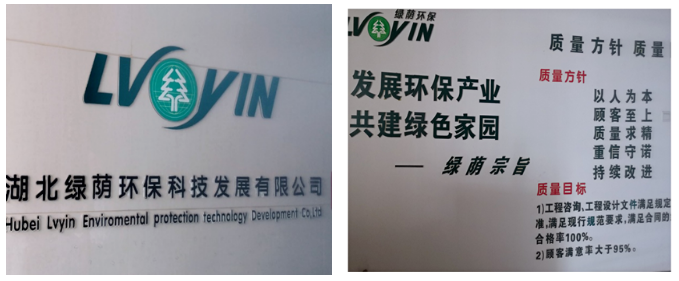 LVYIN
湖北绿荫环保科技发展有限公司
Hubei Lvyin Enviromental protection technology Development Co,Ltd
绿荫环保
LVOYIN
发展环保产业
共建绿色家园
—— 绿荫宗旨
质量方针 质量
质量方针
以人为本
顾客至上
质量求精
重信守诺
持续改进
质量目标
1)工程咨询、工程设计文件满足规定
准,满足现行规范要求,满足合同的
合格率100%。
2)顾客满意率大于95%。